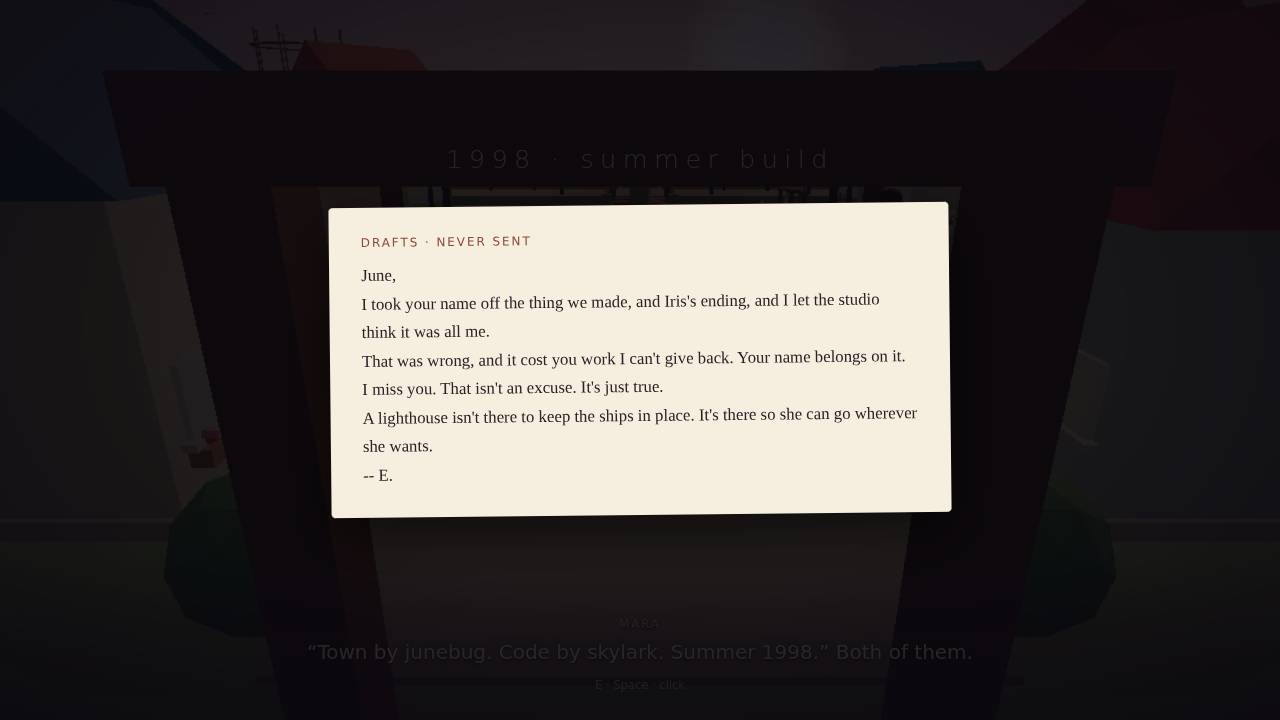 1998 · summer build
DRAFTS · NEVER SENT
June,
I took your name off the thing we made, and Iris's ending, and I let the studio
think it was all me.
That was wrong, and it cost you work I can't give back. Your name belongs on it.
I miss you. That isn't an excuse. It's just true.
A lighthouse isn't there to keep the ships in place. It's there so she can go wherever
she wants.
-- E.
MARA
“Town by junebug. Code by skylark. Summer 1998.” Both of them.
E · Space · click